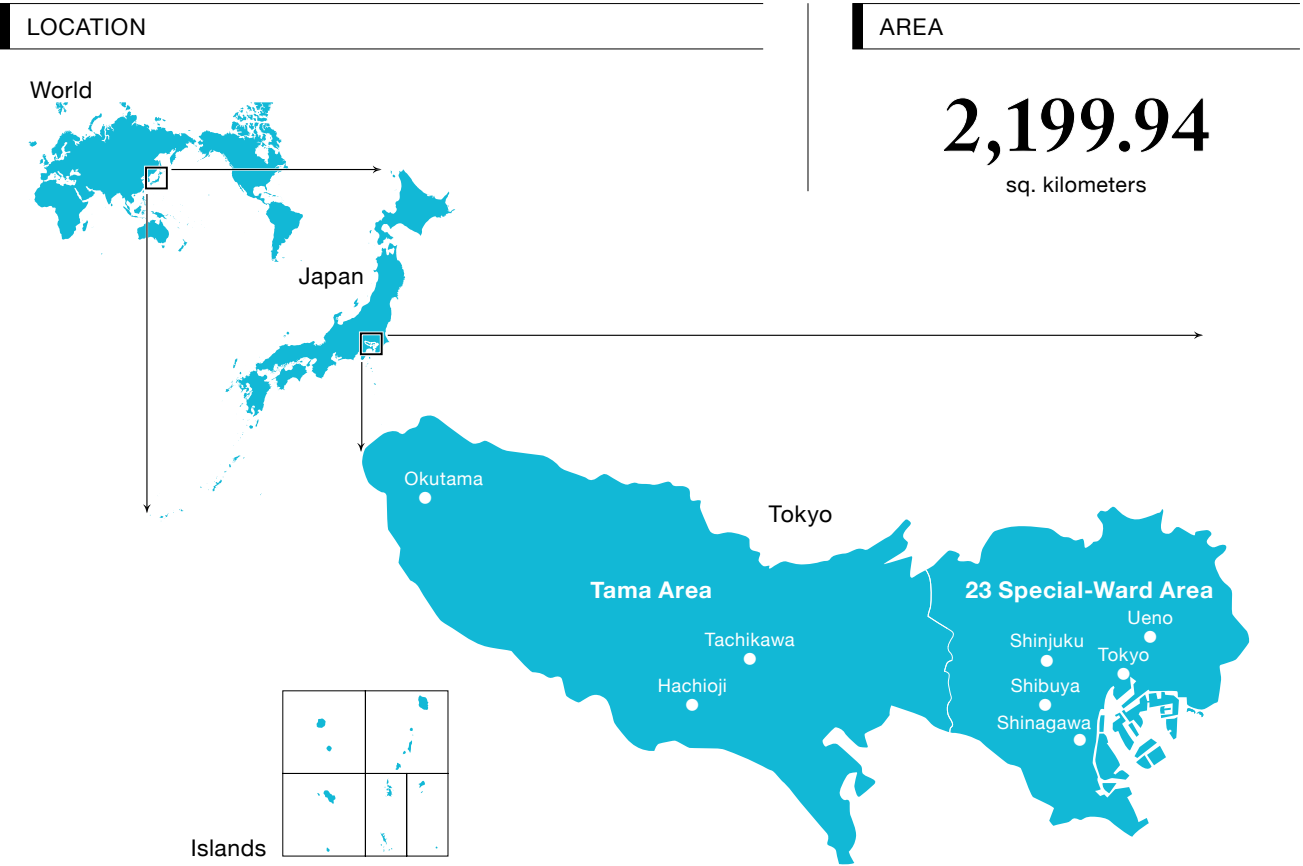 LOCATION
World
Japan
AREA
2,199.94
sq. kilometers
Okutama
Tokyo
Tama Area
23 Special-Ward Area
Ueno
Tachikawa
Shinjuku
Tokyo
Hachioji
Shibuya
Shinagawa
Islands